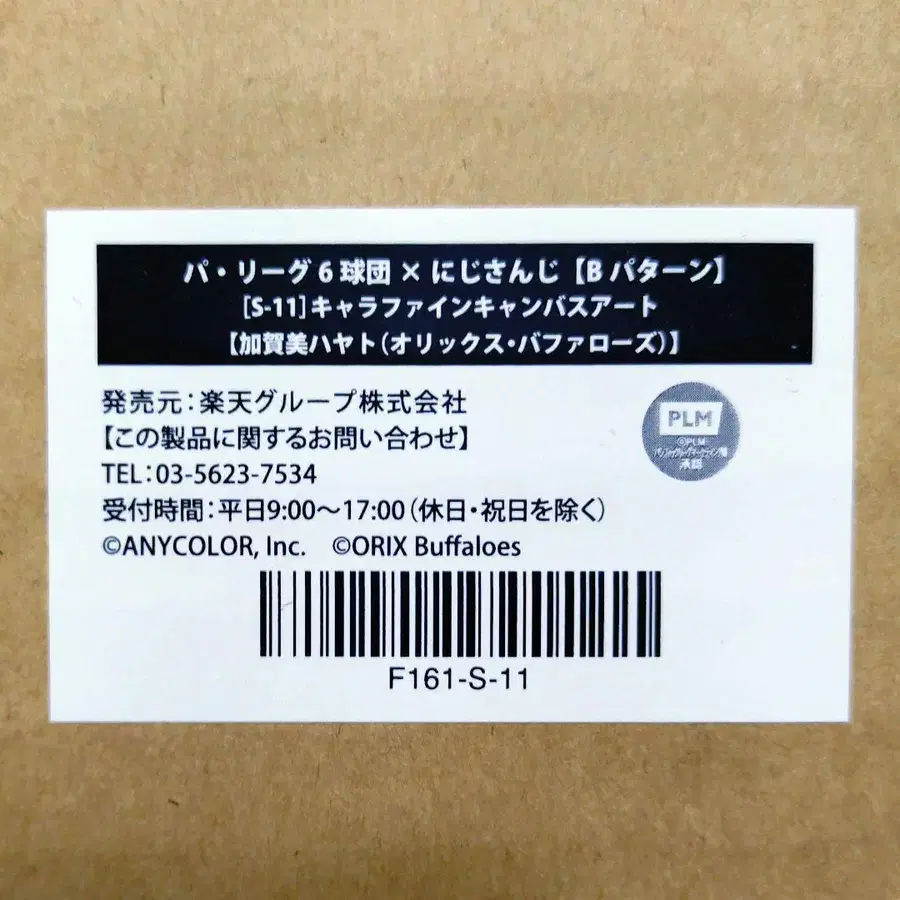 パ・リーグ6球団×にじさんじ【Bパターン】
[S-11]キャラファインキャンバスアート
【加賀美ハヤト(オリックス・バファローズ)】
発売元:楽天グループ株式会社
【この製品に関するお問い合わせ】
TEL:03-5623-7534
受付時間:平日9:00～17:00(休日・祝日を除く)
©ANYCOLOR, Inc. ©ORIX Buffaloes
PLM
©PLM
承認
F161-S-11